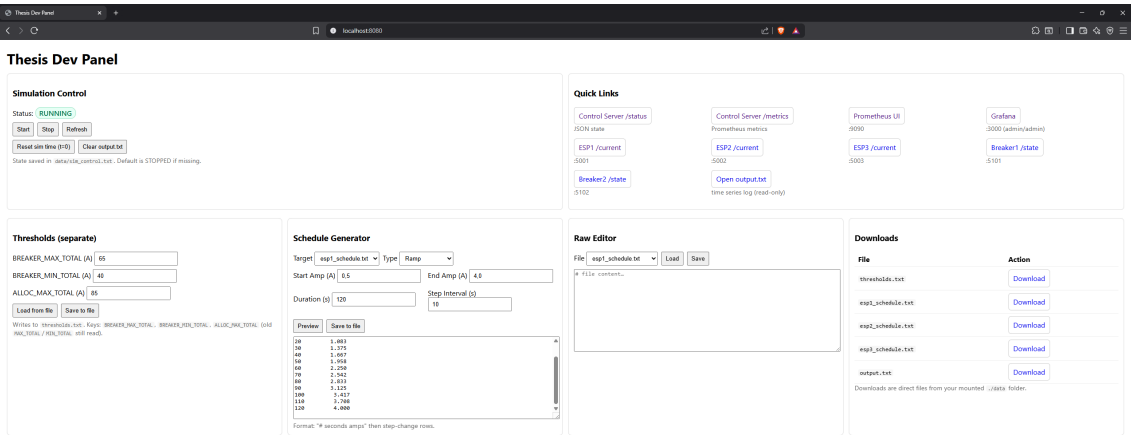 Thesis Dev Panel
localhost:8080
Thesis Dev Panel
Simulation Control
Status: RUNNING
Start Stop Refresh
Reset sim time (t=0) Clear output.txt
State saved in data/sim_control.txt. Default is STOPPED if missing.
Quick Links
Control Server /status
JSON state
Control Server /metrics
Prometheus metrics
Prometheus UI
:9090
Grafana
:3000 (admin/admin)
ESP1 /current
:5001
ESP2 /current
:5002
ESP3 /current
:5003
Breaker1 /state
:5101
Breaker2 /state
:5102
Open output.txt
time series log (read-only)
Thresholds (separate)
BREAKER_MAX_TOTAL (A) 65
BREAKER_MIN_TOTAL (A) 40
ALLOC_MAX_TOTAL (A) 85
Load from file Save to file
Writes to thresholds.txt. Keys: BREAKER_MAX_TOTAL, BREAKER_MIN_TOTAL, ALLOC_MAX_TOTAL (old
MAX_TOTAL / MIN_TOTAL still read).
Schedule Generator
Target esp1_schedule.txt Type Ramp
Start Amp (A) 0,5 End Amp (A) 4,0
Duration (s) 120 Step Interval (s) 10
Preview Save to file
20 1.083
30 1.375
40 1.667
50 1.958
60 2.250
70 2.542
80 2.833
90 3.125
100 3.417
110 3.708
120 4.000
Format: "# seconds amps" then step-change rows.
Raw Editor
File esp1_schedule.txt Load Save
# file content…
Downloads
File Action
thresholds.txt Download
esp1_schedule.txt Download
esp2_schedule.txt Download
esp3_schedule.txt Download
output.txt Download
Downloads are direct files from your mounted ./data folder.